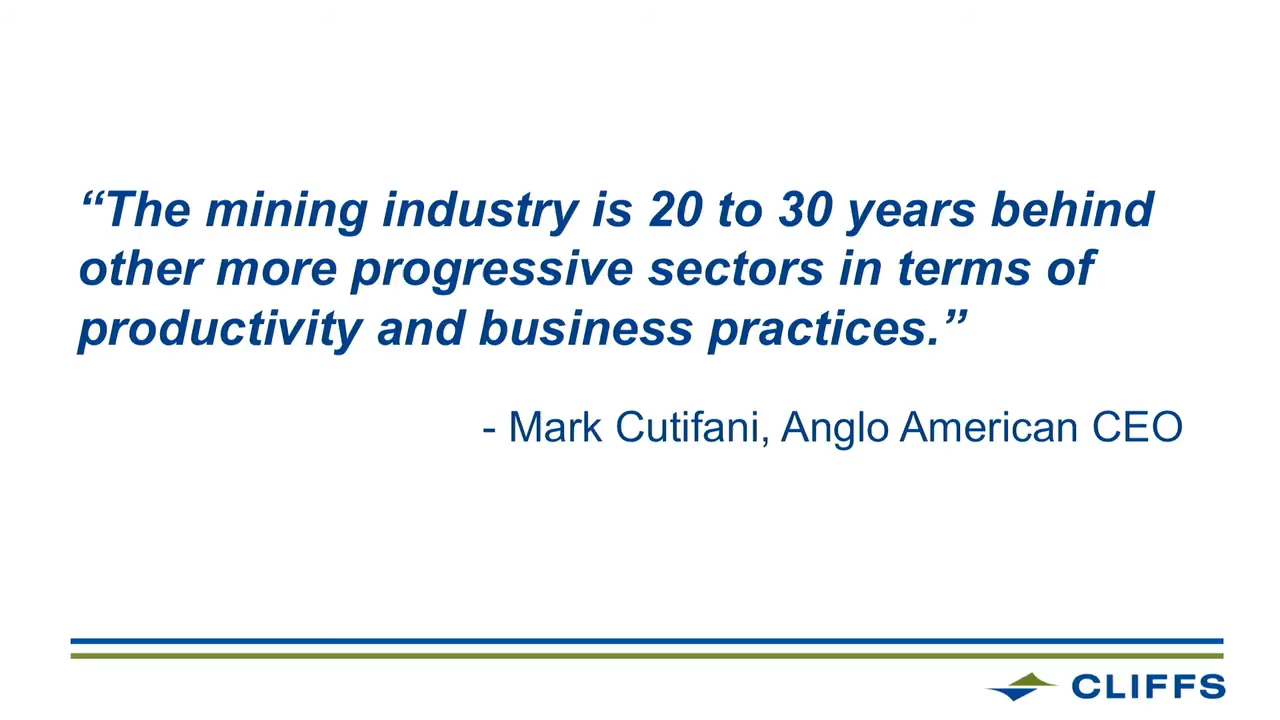 “The mining industry is 20 to 30 years behind
other more progressive sectors in terms of
productivity and business practices.”
- Mark Cutifani, Anglo American CEO
CLIFFS